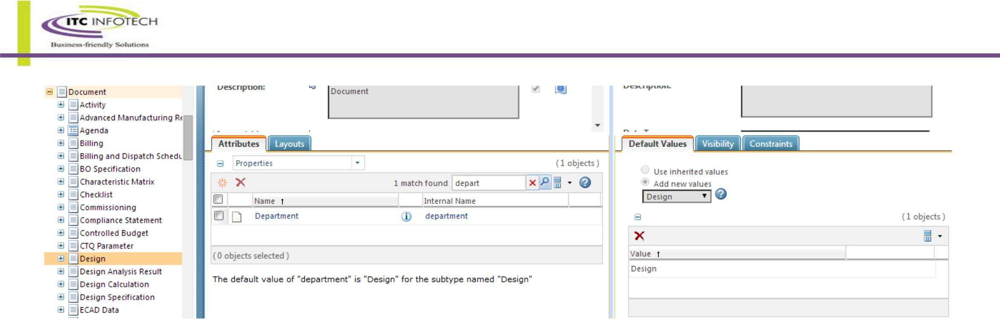 ITC INFOTECH
Business-friendly Solutions
Document
Activity
Advanced Manufacturing Re
Agenda
Billing
Billing and Dispatch Schedu
BO Specification
Characteristic Matrix
Checklist
Commissioning
Compliance Statement
Controlled Budget
CTQ Parameter
Design
Design Analysis Result
Design Calculation
Design Specification
ECAD Data
Description:
Document
Attributes Layouts
Properties (1 objects)
1 match found depart
Name ↑ Internal Name
Department department
(0 objects selected)
The default value of "department" is "Design" for the subtype named "Design"
Description:
Default Values Visibility Constraints
Use inherited values
Add new values
Design
(1 objects)
Value ↑
Design